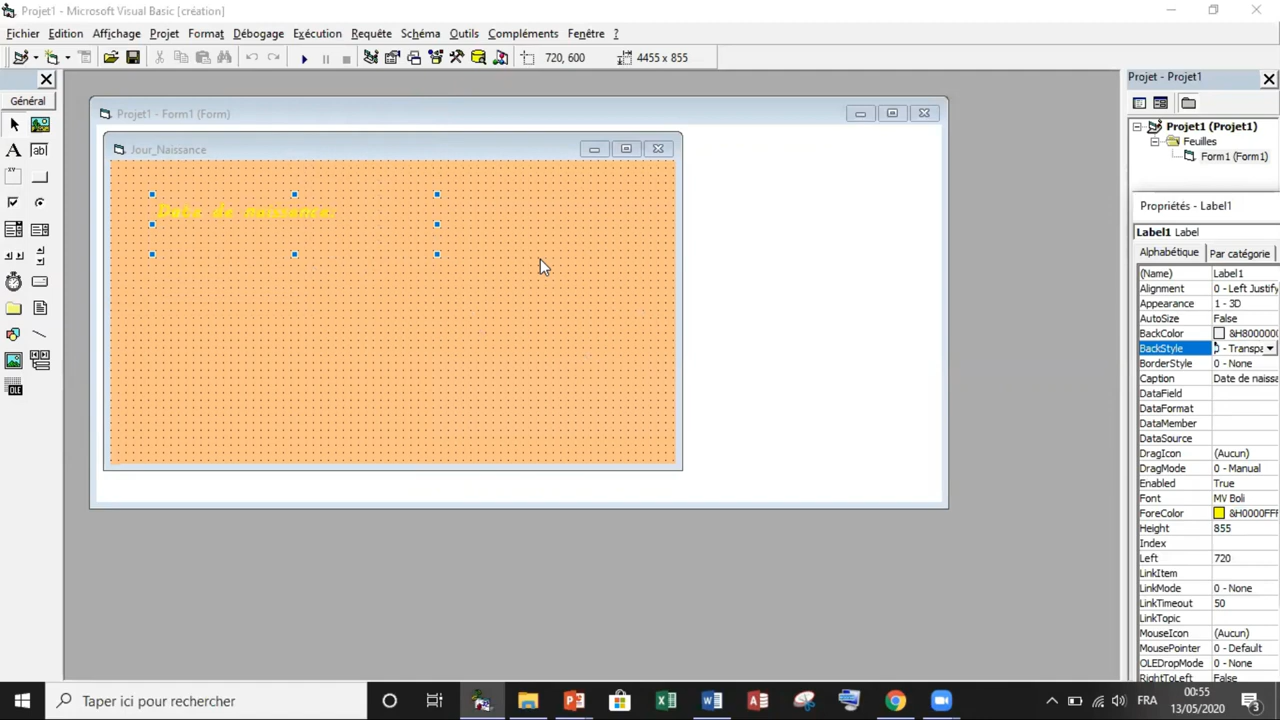 Projet1 - Microsoft Visual Basic [création]
Fichier Edition Affichage Projet Format Débogage Exécution Requête Schéma Outils Compléments Fenêtre ?
720, 600 4455 x 855
Général
Projet1 - Form1 (Form)
Jour_Naissance
Date de naissance
Projet - Projet1
Projet1 (Projet1)
Feuilles
Form1 (Form1)
Propriétés - Label1
Label1 Label
Alphabétique Par catégorie
(Name) Label1
Alignment 0 - Left Justify
Appearance 1 - 3D
AutoSize False
BackColor &H8000000
BackStyle 0 - Transpa
BorderStyle 0 - None
Caption Date de naissa
DataField
DataFormat
DataMember
DataSource
DragIcon (Aucun)
DragMode 0 - Manual
Enabled True
Font MV Boli
ForeColor &H0000FFF
Height 855
Index
Left 720
LinkItem
LinkMode 0 - None
LinkTimeout 50
LinkTopic
MouseIcon (Aucun)
MousePointer 0 - Default
OLEDropMode 0 - None
RightToLeft False
Taper ici pour rechercher
FRA
00:55
13/05/2020
3